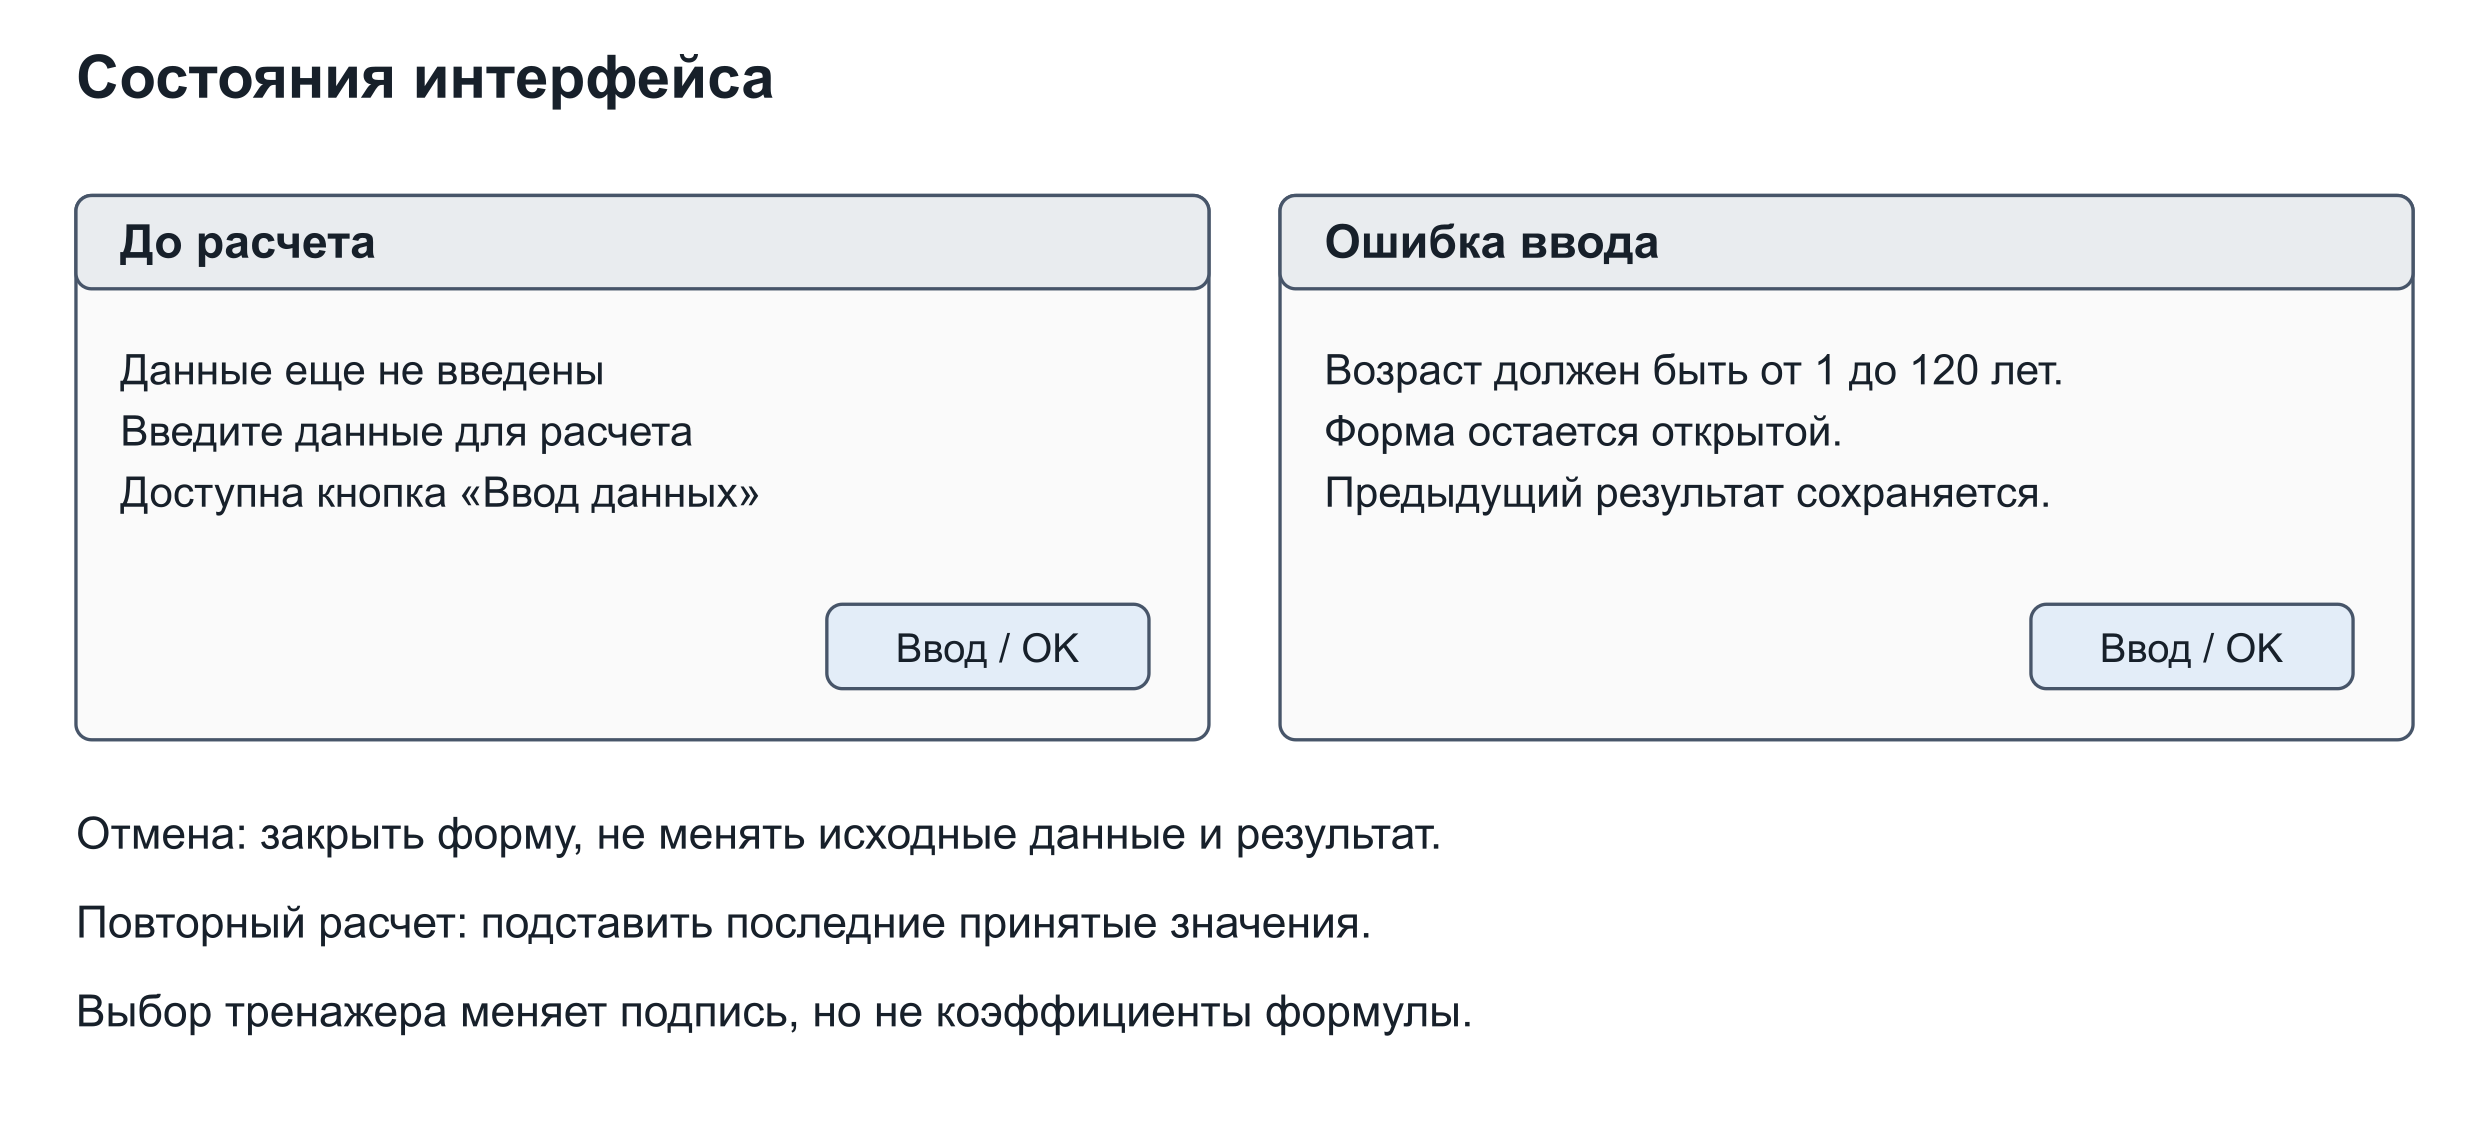 Состояния интерфейса
До расчета
Данные еще не введены
Введите данные для расчета
Доступна кнопка «Ввод данных»
Ввод / OK
Ошибка ввода
Возраст должен быть от 1 до 120 лет.
Форма остается открытой.
Предыдущий результат сохраняется.
Ввод / OK
Отмена: закрыть форму, не менять исходные данные и результат.
Повторный расчет: подставить последние принятые значения.
Выбор тренажера меняет подпись, но не коэффициенты формулы.